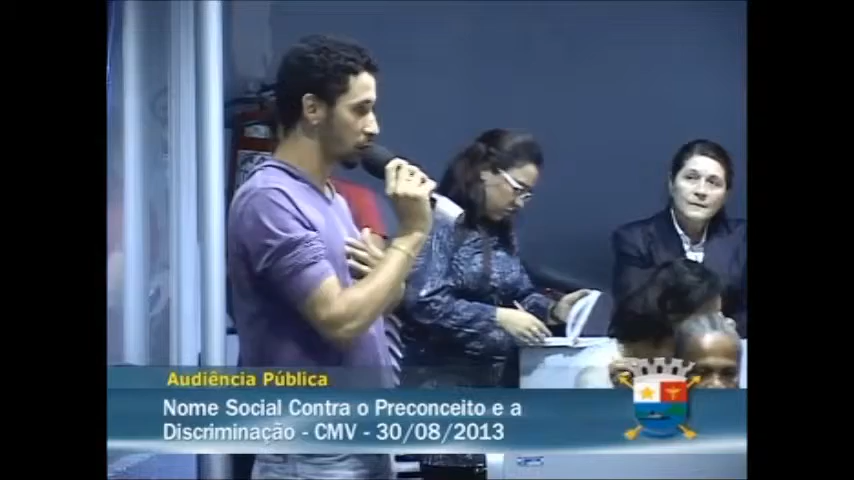 Audiência Pública
Nome Social Contra o Preconceito e a
Discriminação - CMV - 30/08/2013